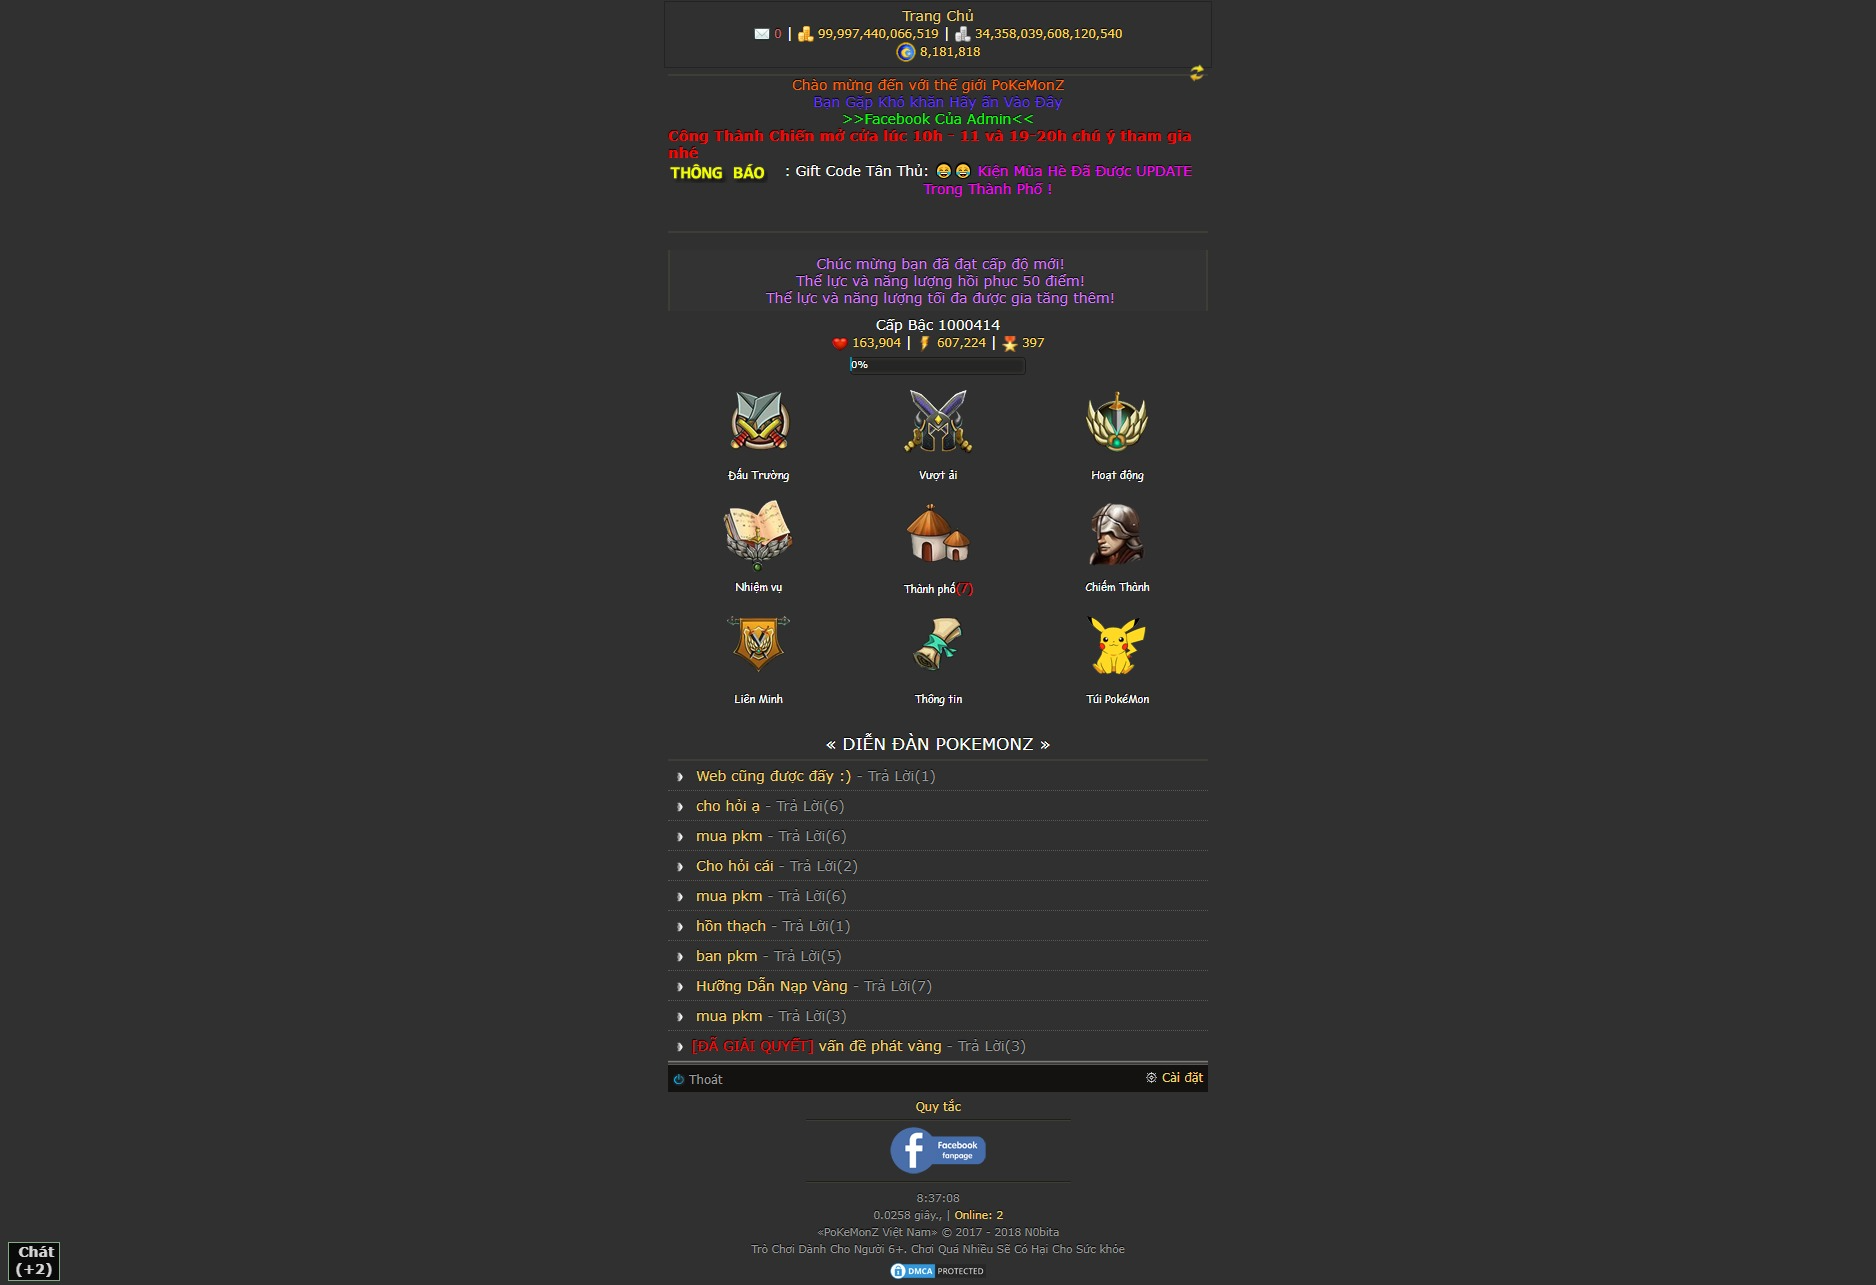 Trang Chủ
0 | 99,997,440,066,519 | 34,358,039,608,120,540
8,181,818
Chào mừng đến với thế giới PoKeMonZ
Bạn Gặp Khó khăn Hãy ấn Vào Đây
>>Facebook Của Admin<<
Công Thành Chiến mở cửa lúc 10h - 11 và 19-20h chú ý tham gia
nhé
THÔNG BÁO : Gift Code Tân Thủ: Kiện Mùa Hè Đã Được UPDATE
Trong Thành Phố !
Chúc mừng bạn đã đạt cấp độ mới!
Thể lực và năng lượng hồi phục 50 điểm!
Thể lực và năng lượng tối đa được gia tăng thêm!
Cấp Bậc 1000414
163,904 | 607,224 | 397
0%
Đấu Trường Vượt ải Hoạt động
Nhiệm vụ Thành phố(7) Chiếm Thành
Liên Minh Thông tin Túi PokéMon
« DIỄN ĐÀN POKEMONZ »
Web cũng được đấy :) - Trả Lời(1)
cho hỏi ạ - Trả Lời(6)
mua pkm - Trả Lời(6)
Cho hỏi cái - Trả Lời(2)
mua pkm - Trả Lời(6)
hồn thạch - Trả Lời(1)
ban pkm - Trả Lời(5)
Hưỡng Dẫn Nạp Vàng - Trả Lời(7)
mua pkm - Trả Lời(3)
[ĐÃ GIẢI QUYẾT] vấn đề phát vàng - Trả Lời(3)
Thoát Cài đặt
Quy tắc
Facebook
fanpage
8:37:08
0.0258 giây., | Online: 2
«PoKeMonZ Việt Nam» © 2017 - 2018 N0bita
Trò Chơi Dành Cho Người 6+. Chơi Quá Nhiều Sẽ Có Hại Cho Sức khỏe
DMCA PROTECTED
Chát
(+2)